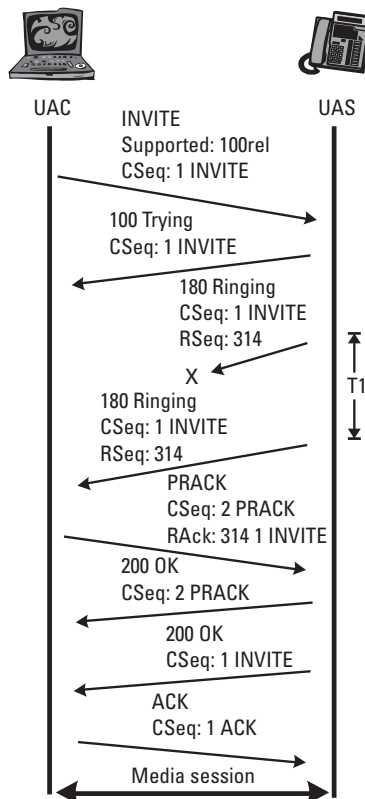 UAC
UAS
INVITE
Supported: 100rel
CSeq: 1 INVITE
100 Trying
CSeq: 1 INVITE
180 Ringing
CSeq: 1 INVITE
RSeq: 314
X
T1
180 Ringing
CSeq: 1 INVITE
RSeq: 314
PRACK
CSeq: 2 PRACK
RAck: 314 1 INVITE
200 OK
CSeq: 2 PRACK
200 OK
CSeq: 1 INVITE
ACK
CSeq: 1 ACK
Media session